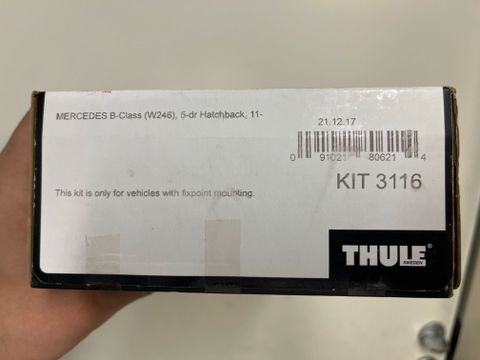 MERCEDES B-Class (W246), 5-dr Hatchback, 11-
21.12.17
0 91021 80621 4
KIT 3116
This kit is only for vehicles with fixpoint mounting.
THULE®
SWEDEN